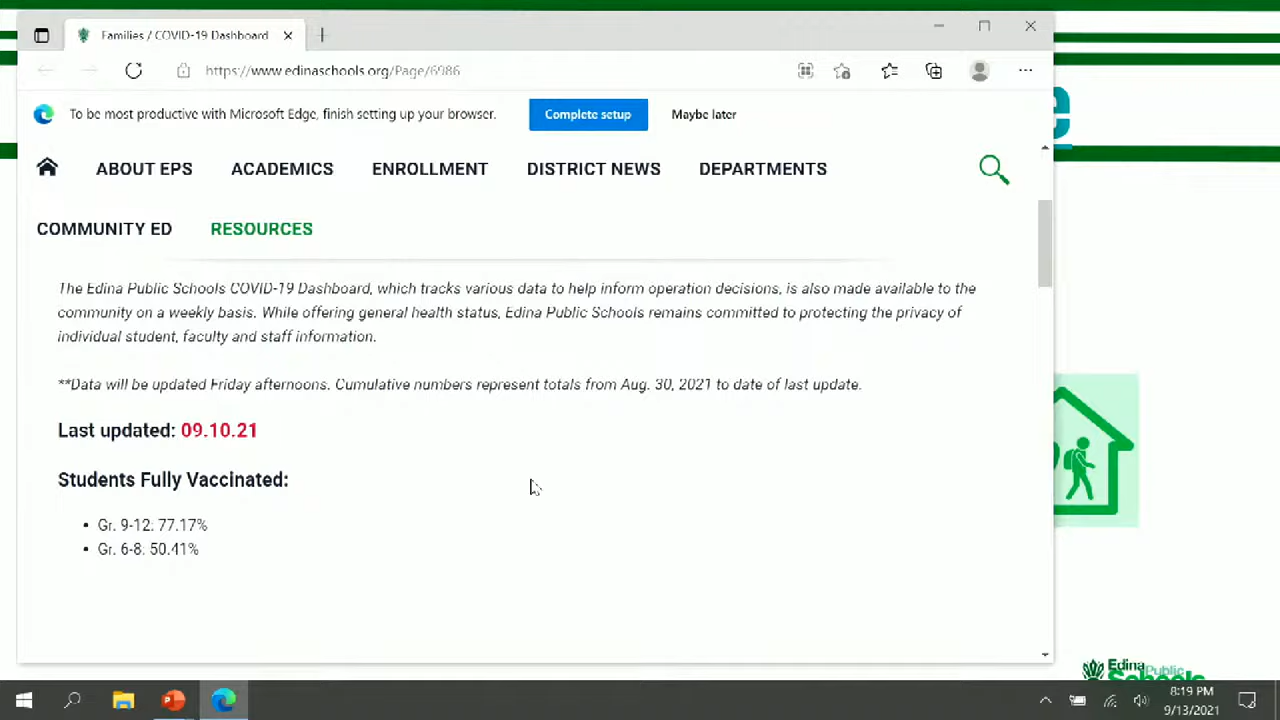 Families / COVID-19 Dashboard
https://www.edinaschools.org/Page/6986
To be most productive with Microsoft Edge, finish setting up your browser.
Complete setup
Maybe later
ABOUT EPS
ACADEMICS
ENROLLMENT
DISTRICT NEWS
DEPARTMENTS
COMMUNITY ED
RESOURCES
The Edina Public Schools COVID-19 Dashboard, which tracks various data to help inform operation decisions, is also made available to the
community on a weekly basis. While offering general health status, Edina Public Schools remains committed to protecting the privacy of
individual student, faculty and staff information.
**Data will be updated Friday afternoons. Cumulative numbers represent totals from Aug. 30, 2021 to date of last update.
Last updated: 09.10.21
Students Fully Vaccinated:
• Gr. 9-12: 77.17%
• Gr. 6-8: 50.41%
e
Edina Public
Schools
8:19 PM
9/13/2021